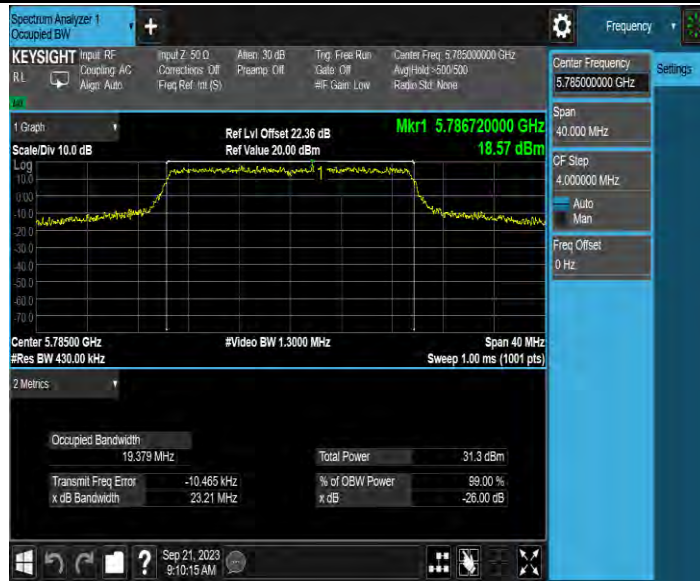 Spectrum Analyzer 1
Occupied BW
+
Frequency
KEYSIGHT
RL
Input: RF
Coupling: AC
Align: Auto
Input Z: 50 Ω
Corrections: Off
Freq Ref: Int (S)
Atten: 30 dB
Preamp: Off
Trig: Free Run
Gate: Off
#IF Gain: Low
Center Freq: 5.785000000 GHz
Avg|Hold: >500/500
Radio Std: None
Center Frequency
5.785000000 GHz
Settings
Span
40.000 MHz
CF Step
4.000000 MHz
Auto
Man
Freq Offset
0 Hz
1 Graph
Scale/Div 10.0 dB
Ref Lvl Offset 22.36 dB
Ref Value 20.00 dBm
Mkr1 5.786720000 GHz
18.57 dBm
Log
10.0
0.00
-10.0
-20.0
-30.0
-40.0
-50.0
-60.0
-70.0
1
Center 5.78500 GHz
#Video BW 1.3000 MHz
Span 40 MHz
#Res BW 430.00 kHz
Sweep 1.00 ms (1001 pts)
2 Metrics
Occupied Bandwidth
19.379 MHz
Total Power
31.3 dBm
Transmit Freq Error
-10.465 kHz
% of OBW Power
99.00 %
x dB Bandwidth
23.21 MHz
x dB
-26.00 dB
?
Sep 21, 2023
9:10:15 AM